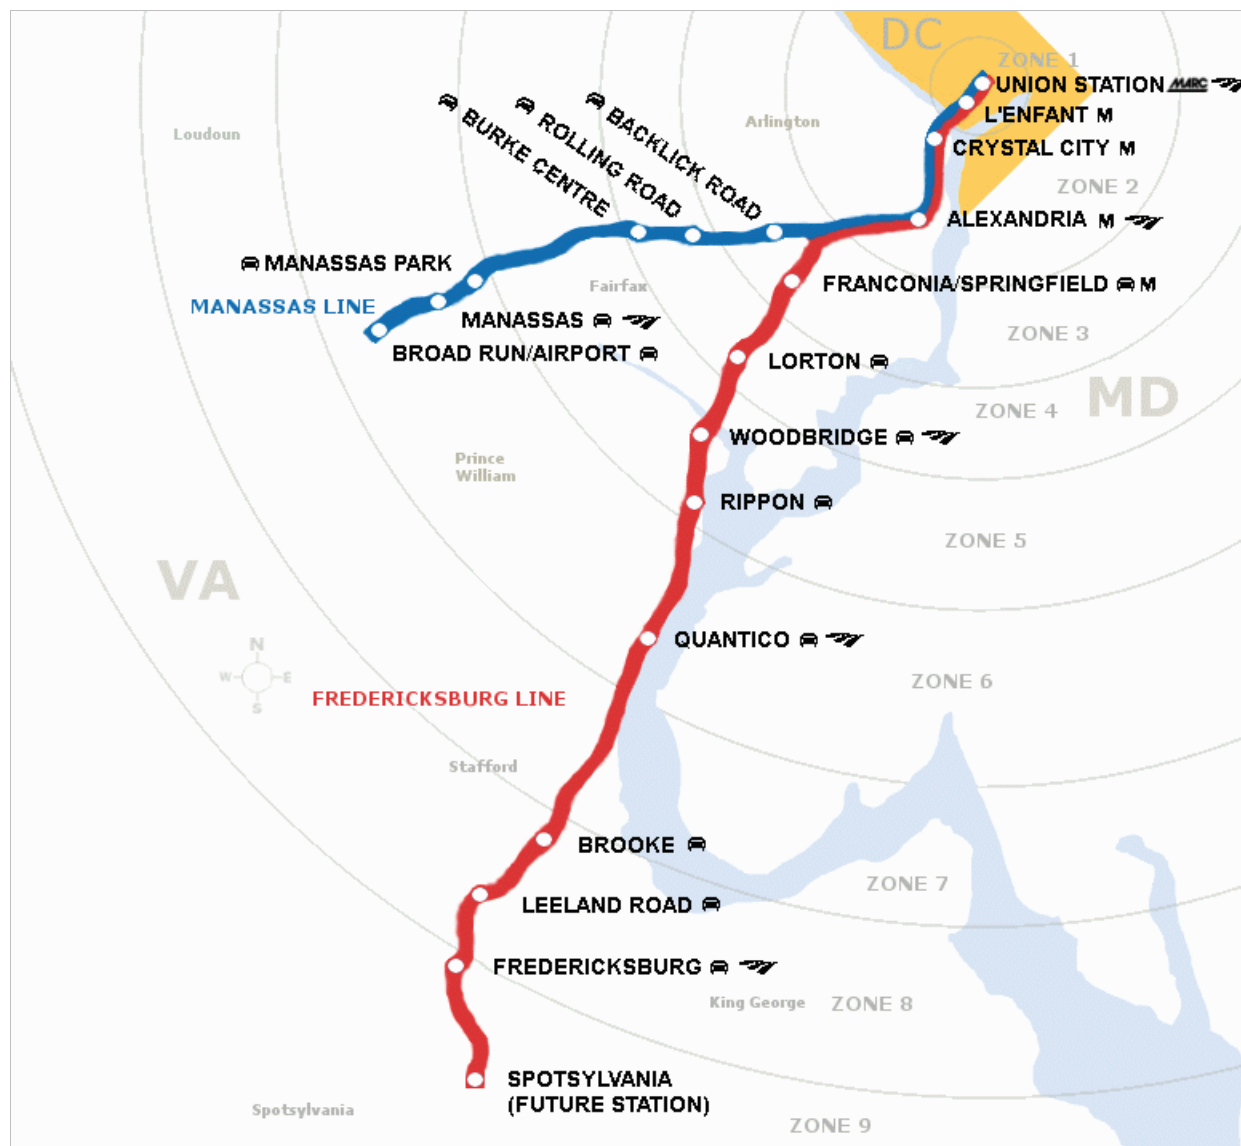 DC
ZONE 1
UNION STATION MARC
L'ENFANT M
CRYSTAL CITY M
Arlington
Loudoun
BURKE CENTRE
ROLLING ROAD
BACKLICK ROAD
ZONE 2
ALEXANDRIA M
MANASSAS PARK
MANASSAS LINE
MANASSAS
BROAD RUN/AIRPORT
Fairfax
FRANCONIA/SPRINGFIELD M
ZONE 3
LORTON
MD
ZONE 4
WOODBRIDGE
Prince
William
RIPPON
ZONE 5
VA
QUANTICO
N
W E
S
ZONE 6
FREDERICKSBURG LINE
Stafford
BROOKE
ZONE 7
LEELAND ROAD
FREDERICKSBURG
King George
ZONE 8
SPOTSYLVANIA
(FUTURE STATION)
Spotsylvania
ZONE 9